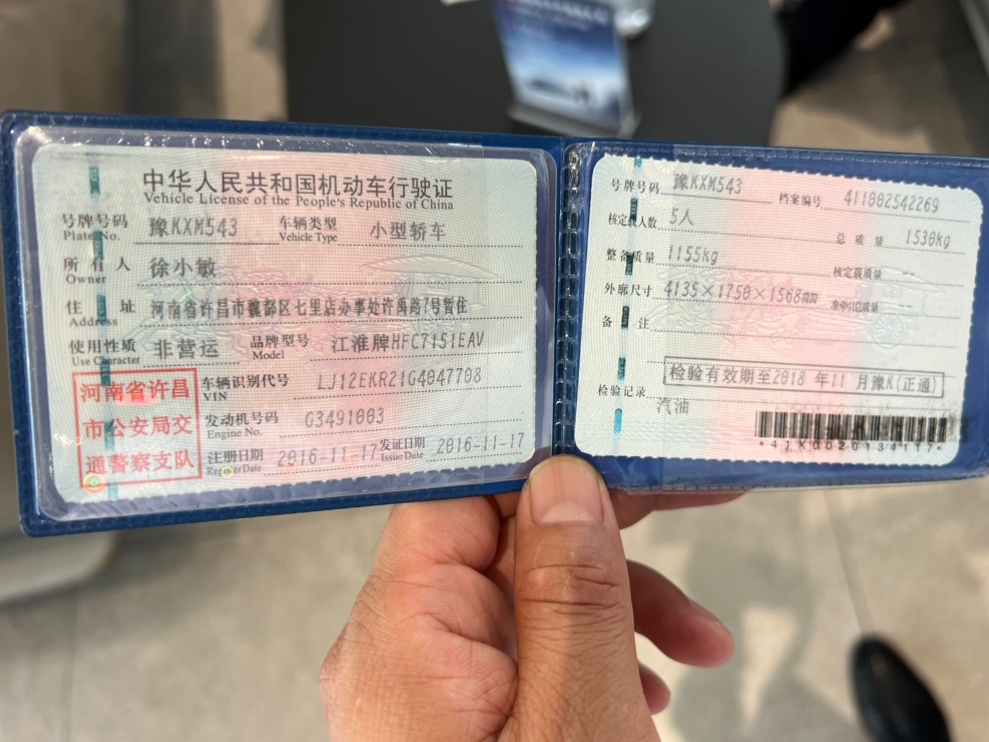 中华人民共和国机动车行驶证
Vehicle License of the People's Republic of China
号牌号码 豫KXM543 车辆类型 小型轿车
Plate No. Vehicle Type
所有人 徐小敏
Owner
住址 河南省许昌市魏都区七里店办事处许禹路7号暂住
Address
使用性质 非营运 品牌型号 江淮牌HFC7151EAV
Use Character Model
河南省许昌
市公安局交
通警察支队
车辆识别代号 LJ12EKR21G4047708
VIN
发动机号码 G3491003
Engine No.
注册日期 2016-11-17 发证日期 2016-11-17
Register Date Issue Date
号牌号码 豫KXM543 档案编号 411002542269
核定载人数 5人 总质量 1530kg
整备质量 1155kg 核定载质量
外廓尺寸 4135×1750×1568mm 准牵引总质量
备注
检验有效期至2018年11月豫K(正通)
检验记录
汽油
*4JK0020134177*